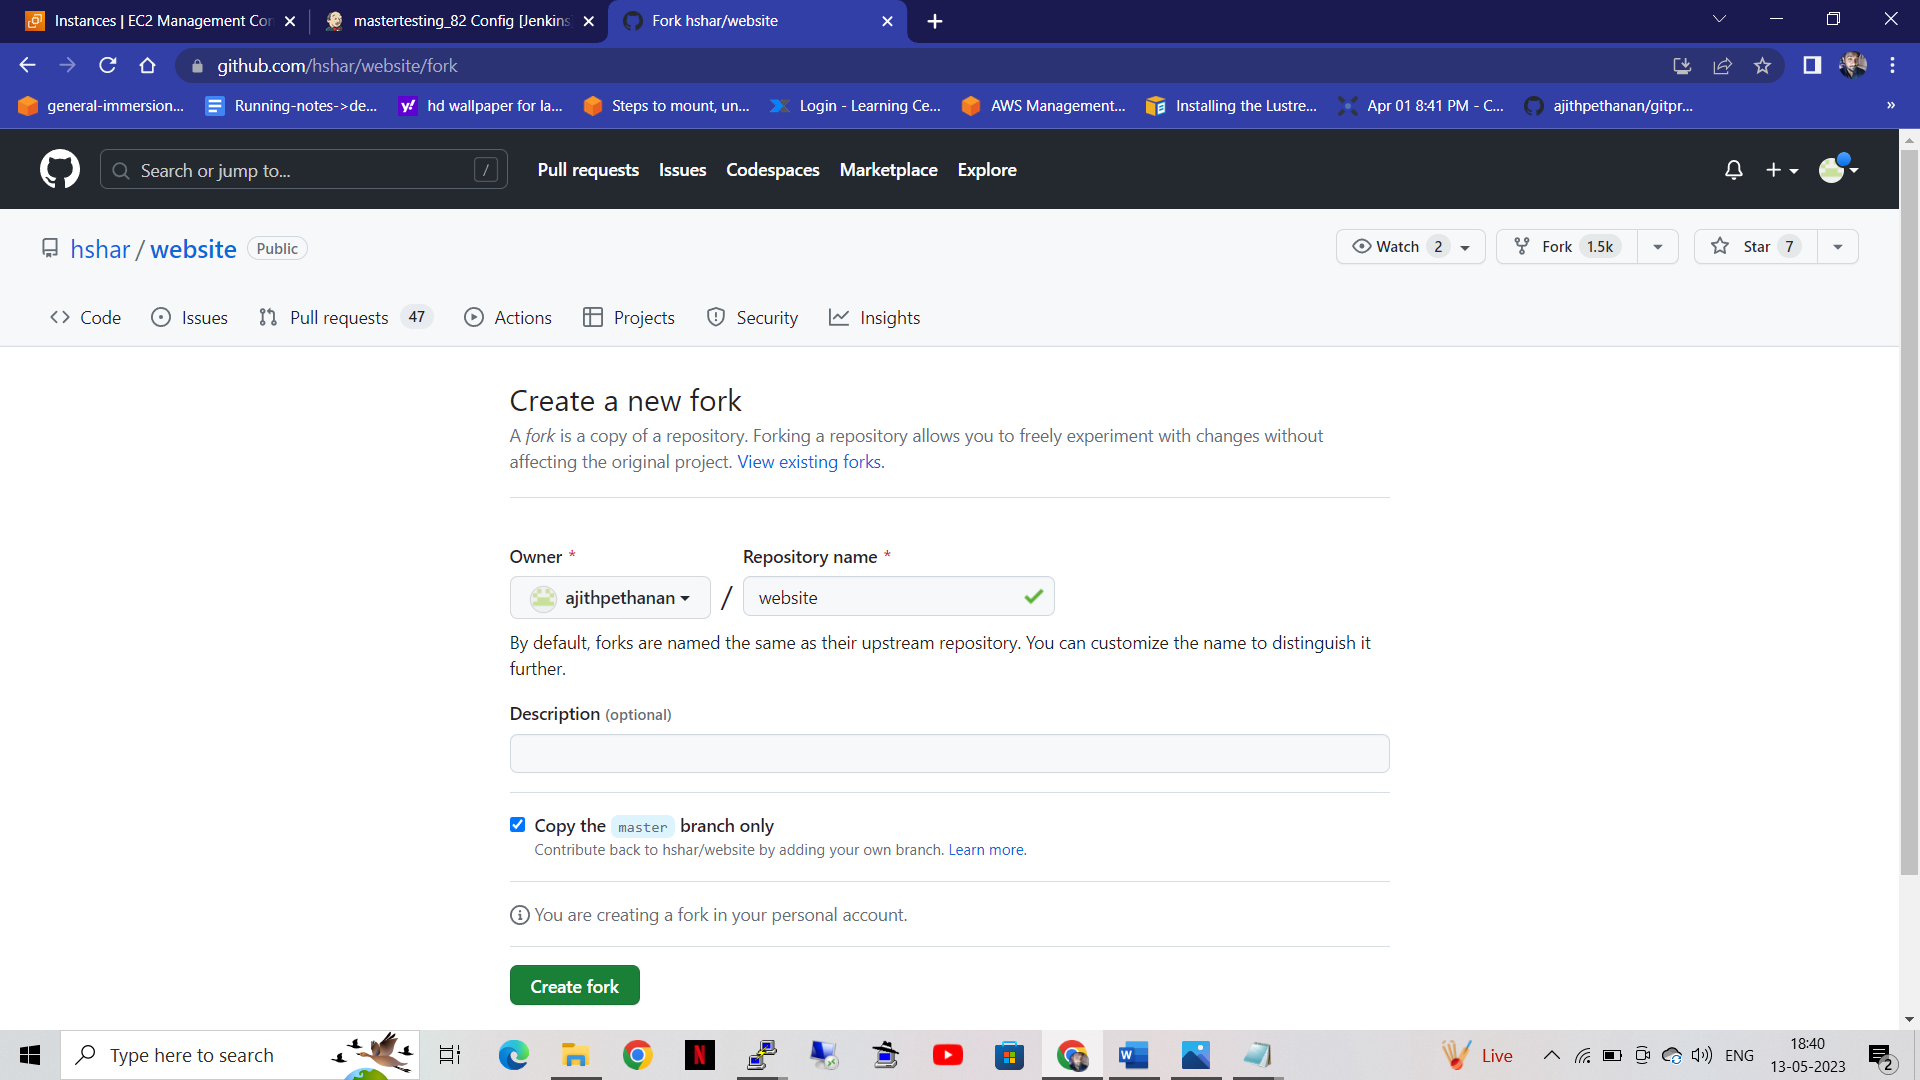 Instances | EC2 Management Con
mastertesting_82 Config [Jenkins
Fork hshar/website
github.com/hshar/website/fork
general-immersion...
Running-notes->de...
hd wallpaper for la...
Steps to mount, un...
Login - Learning Ce...
AWS Management...
Installing the Lustre...
Apr 01 8:41 PM - C...
ajithpethanan/gitpr...
»
Search or jump to... /
Pull requests Issues Codespaces Marketplace Explore
hshar / website Public
Watch 2 Fork 1.5k Star 7
Code Issues Pull requests 47 Actions Projects Security Insights
Create a new fork
A fork is a copy of a repository. Forking a repository allows you to freely experiment with changes without
affecting the original project. View existing forks.
Owner * Repository name *
ajithpethanan / website
By default, forks are named the same as their upstream repository. You can customize the name to distinguish it
further.
Description (optional)
Copy the master branch only
Contribute back to hshar/website by adding your own branch. Learn more.
You are creating a fork in your personal account.
Create fork
Type here to search
Live
ENG
18:40
13-05-2023
2